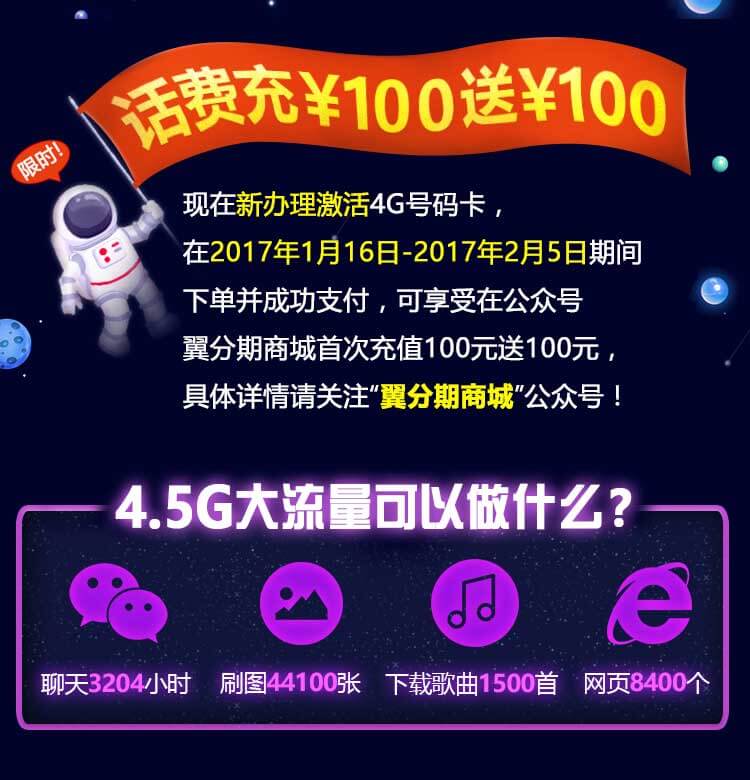 话费充¥100送¥100
限时!
现在新办理激活4G号码卡，
在2017年1月16日-2017年2月5日期间
下单并成功支付，可享受在公众号
翼分期商城首次充值100元送100元，
具体详情请关注“翼分期商城”公众号！
4.5G大流量可以做什么?
聊天3204小时 刷图44100张 下载歌曲1500首 网页8400个